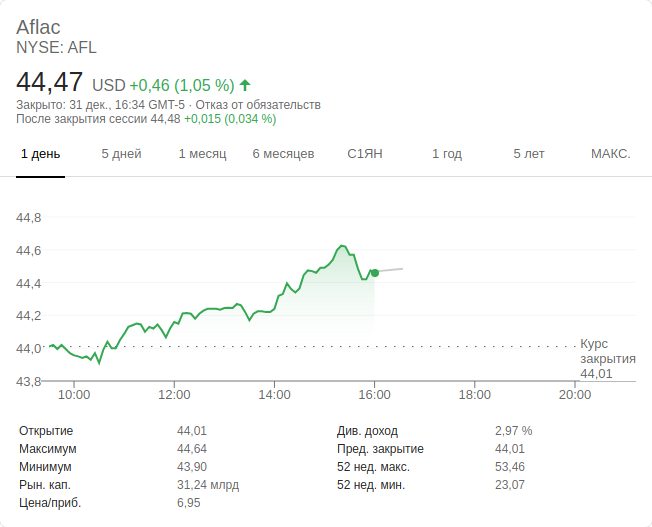 Aflac
NYSE: AFL
44,47 USD +0,46 (1,05 %)
Закрыто: 31 дек., 16:34 GMT-5 · Отказ от обязательств
После закрытия сессии 44,48 +0,015 (0,034 %)
1 день 5 дней 1 месяц 6 месяцев С1ЯН 1 год 5 лет МАКС.
44,8
44,6
44,4
44,2
44,0
43,8
Курс
закрытия
44,01
10:00 12:00 14:00 16:00 18:00 20:00
Открытие 44,01 Див. доход 2,97 %
Максимум 44,64 Пред. закрытие 44,01
Минимум 43,90 52 нед. макс. 53,46
Рын. кап. 31,24 млрд 52 нед. мин. 23,07
Цена/приб. 6,95